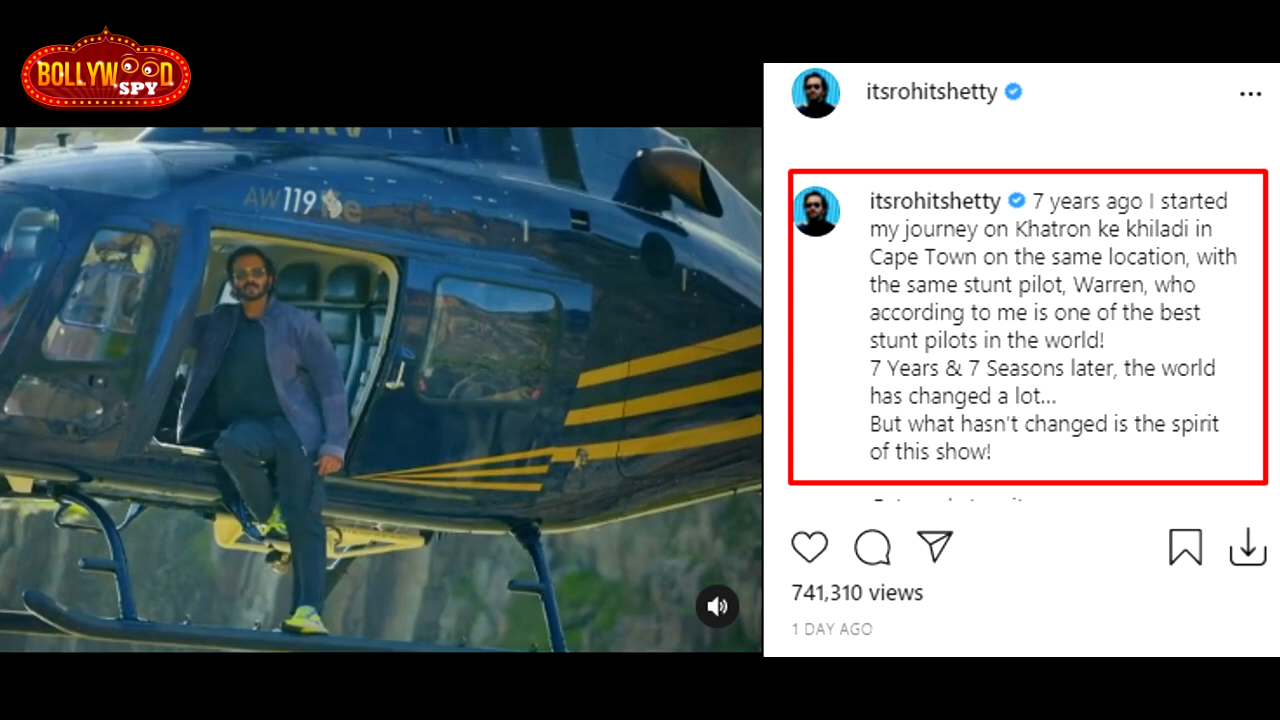 BOLLYWOOD
SPY
AW119Ke
itsrohitshetty
itsrohitshetty 7 years ago I started
my journey on Khatron ke khiladi in
Cape Town on the same location, with
the same stunt pilot, Warren, who
according to me is one of the best
stunt pilots in the world!
7 Years & 7 Seasons later, the world
has changed a lot...
But what hasn't changed is the spirit
of this show!
741,310 views
1 DAY AGO